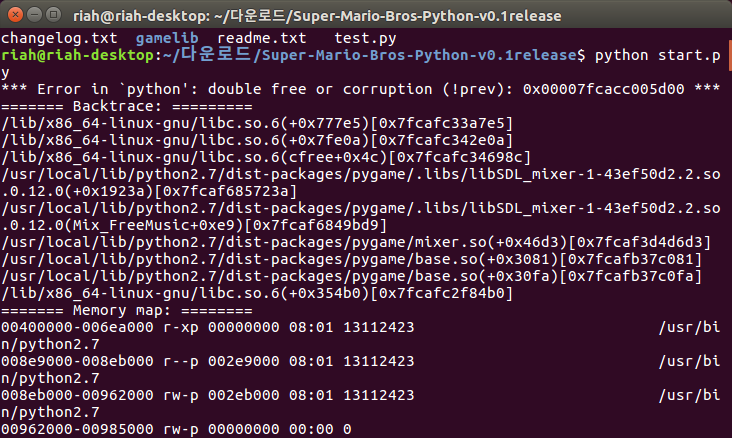 riah@riah-desktop: ~/다운로드/Super-Mario-Bros-Python-v0.1release
changelog.txt  gamelib  readme.txt   test.py
riah@riah-desktop:~/다운로드/Super-Mario-Bros-Python-v0.1release$ python start.p
y
*** Error in `python': double free or corruption (!prev): 0x00007fcacc005d00 ***
======= Backtrace: =========
/lib/x86_64-linux-gnu/libc.so.6(+0x777e5)[0x7fcafc33a7e5]
/lib/x86_64-linux-gnu/libc.so.6(+0x7fe0a)[0x7fcafc342e0a]
/lib/x86_64-linux-gnu/libc.so.6(cfree+0x4c)[0x7fcafc34698c]
/usr/local/lib/python2.7/dist-packages/pygame/.libs/libSDL_mixer-1-43ef50d2.2.so
.0.12.0(+0x1923a)[0x7fcaf685723a]
/usr/local/lib/python2.7/dist-packages/pygame/.libs/libSDL_mixer-1-43ef50d2.2.so
.0.12.0(Mix_FreeMusic+0xe9)[0x7fcaf6849bd9]
/usr/local/lib/python2.7/dist-packages/pygame/mixer.so(+0x46d3)[0x7fcaf3d4d6d3]
/usr/local/lib/python2.7/dist-packages/pygame/base.so(+0x3081)[0x7fcafb37c081]
/usr/local/lib/python2.7/dist-packages/pygame/base.so(+0x30fa)[0x7fcafb37c0fa]
/lib/x86_64-linux-gnu/libc.so.6(+0x354b0)[0x7fcafc2f84b0]
======= Memory map: ========
00400000-006ea000 r-xp 00000000 08:01 13112423                           /usr/bi
n/python2.7
008e9000-008eb000 r--p 002e9000 08:01 13112423                           /usr/bi
n/python2.7
008eb000-00962000 rw-p 002eb000 08:01 13112423                           /usr/bi
n/python2.7
00962000-00985000 rw-p 00000000 00:00 0